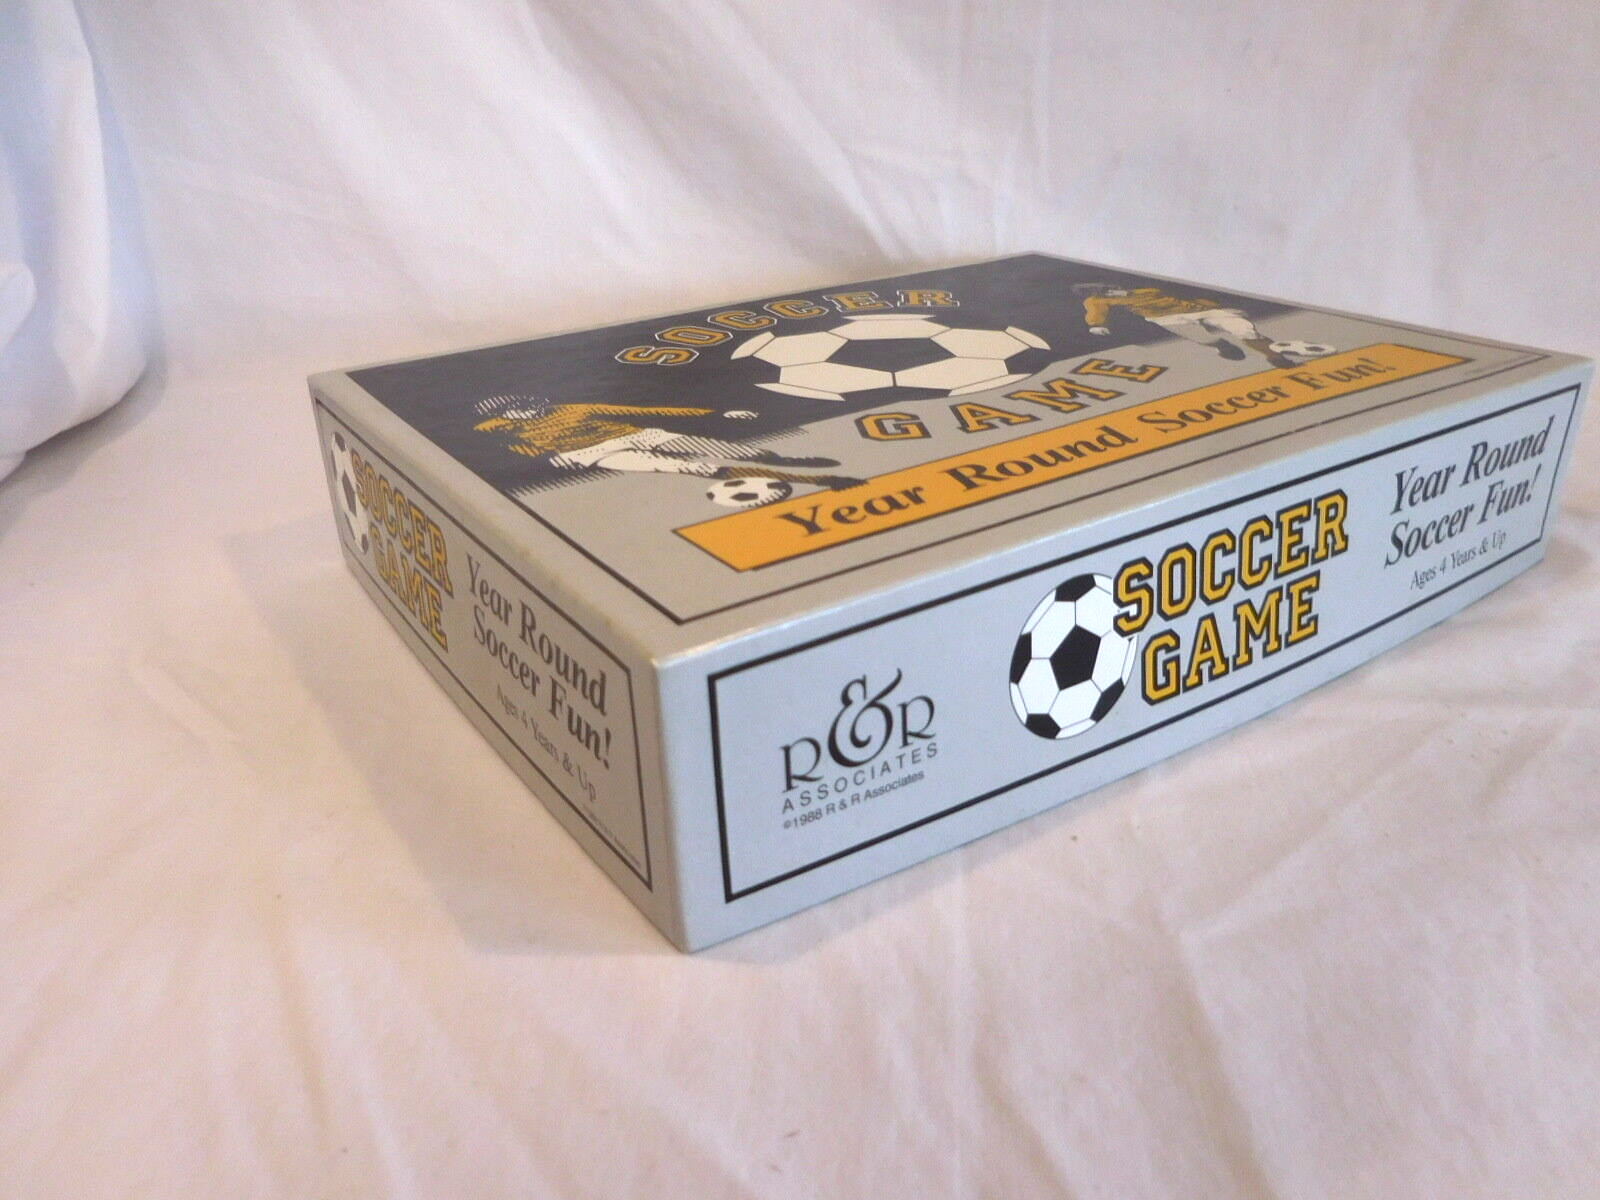 SOCCER
GAME
Year Round Soccer Fun!
SOCCER
GAME
Year Round
Soccer Fun!
Ages 4 Years & Up
R&R
ASSOCIATES
©1988 R & R Associates
SOCCER
GAME
Year Round
Soccer Fun!
Ages 4 Years & Up